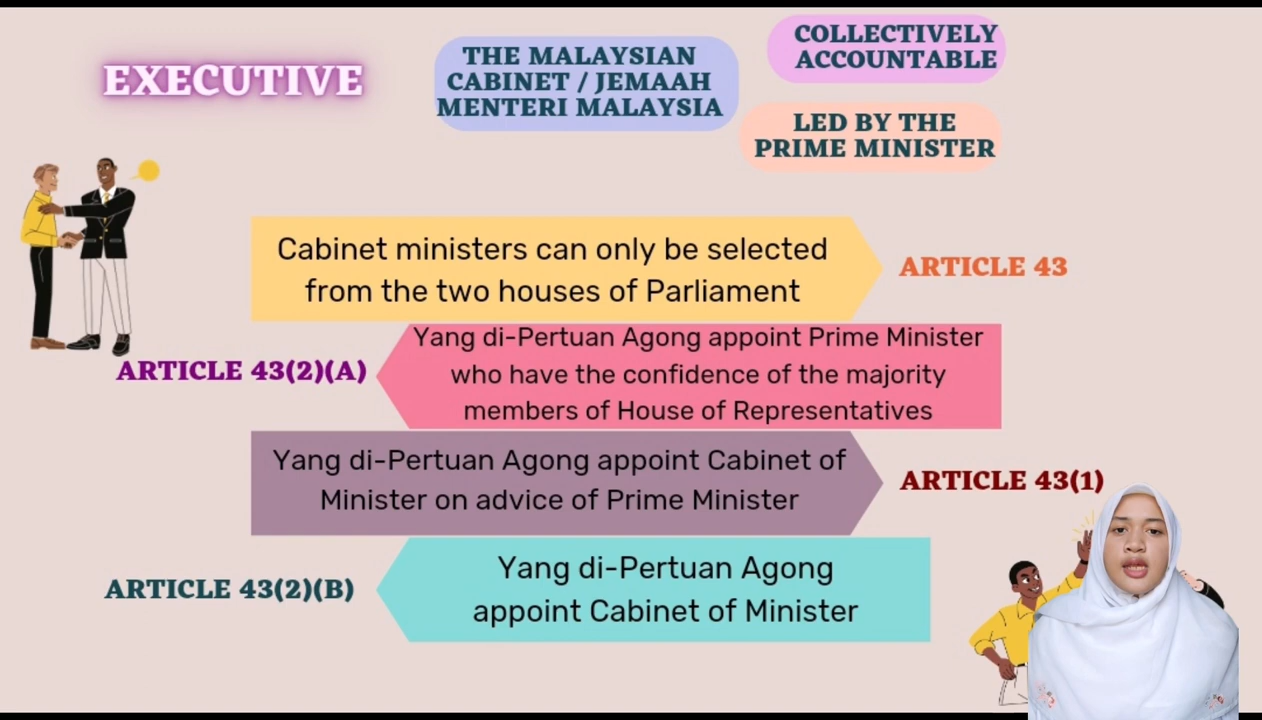 EXECUTIVE
THE MALAYSIAN
CABINET / JEMAAH
MENTERI MALAYSIA
COLLECTIVELY
ACCOUNTABLE
LED BY THE
PRIME MINISTER
Cabinet ministers can only be selected
from the two houses of Parliament
ARTICLE 43
ARTICLE 43(2)(A)
Yang di-Pertuan Agong appoint Prime Minister
who have the confidence of the majority
members of House of Representatives
Yang di-Pertuan Agong appoint Cabinet of
Minister on advice of Prime Minister
ARTICLE 43(1)
ARTICLE 43(2)(B)
Yang di-Pertuan Agong
appoint Cabinet of Minister